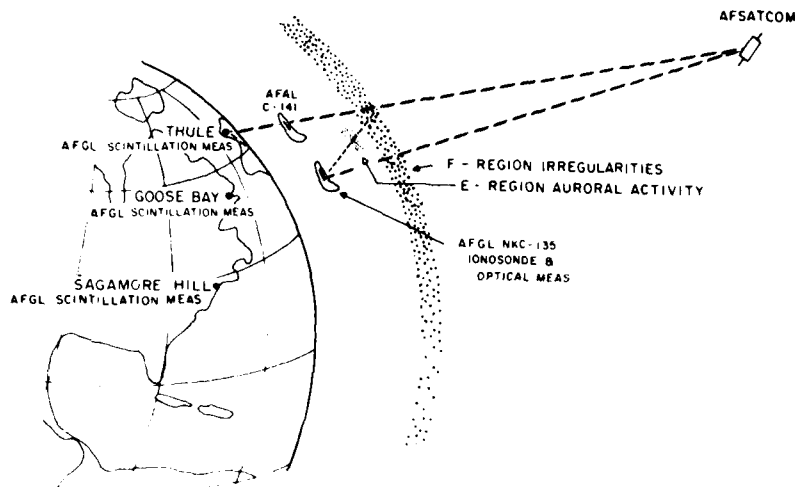 AFSATCOM
AFAL
C-141
THULE
AFGL SCINTILLATION MEAS
F - REGION IRREGULARITIES
E - REGION AURORAL ACTIVITY
GOOSE BAY
AFGL SCINTILLATION MEAS
AFGL NKC-135
IONOSONDE &
OPTICAL MEAS
SAGAMORE HILL
AFGL SCINTILLATION MEAS